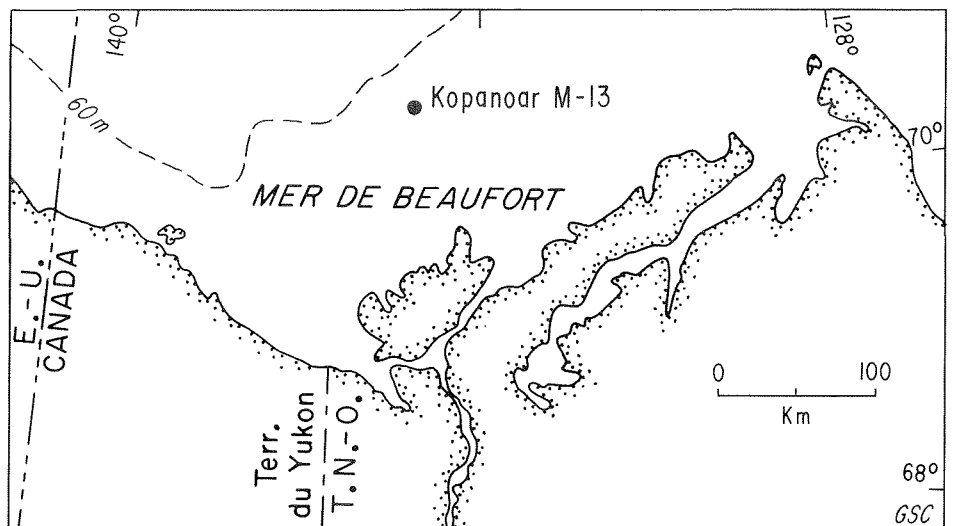 140°
128°
60 m
Kopanoar M-13
70°
MER DE BEAUFORT
E.-U.
CANADA
0 100
Km
Terr.
du Yukon
T.N.-O.
68°
GSC